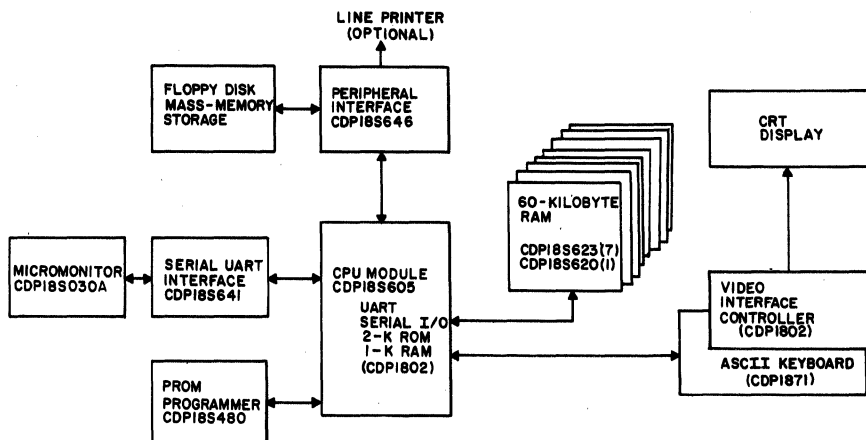 LINE PRINTER
(OPTIONAL)
FLOPPY DISK
MASS-MEMORY
STORAGE
PERIPHERAL
INTERFACE
CDP18S646
CRT
DISPLAY
60-KILOBYTE
RAM
CDP18S623(7)
CDP18S620(1)
MICROMONITOR
CDP18S030A
SERIAL UART
INTERFACE
CDP18S641
CPU MODULE
CDP18S605
UART
SERIAL I/O
2-K ROM
1-K RAM
(CDP1802)
VIDEO
INTERFACE
CONTROLLER
(CDP1802)
ASCII KEYBOARD
(CDP1871)
PROM
PROGRAMMER
CDP18S480